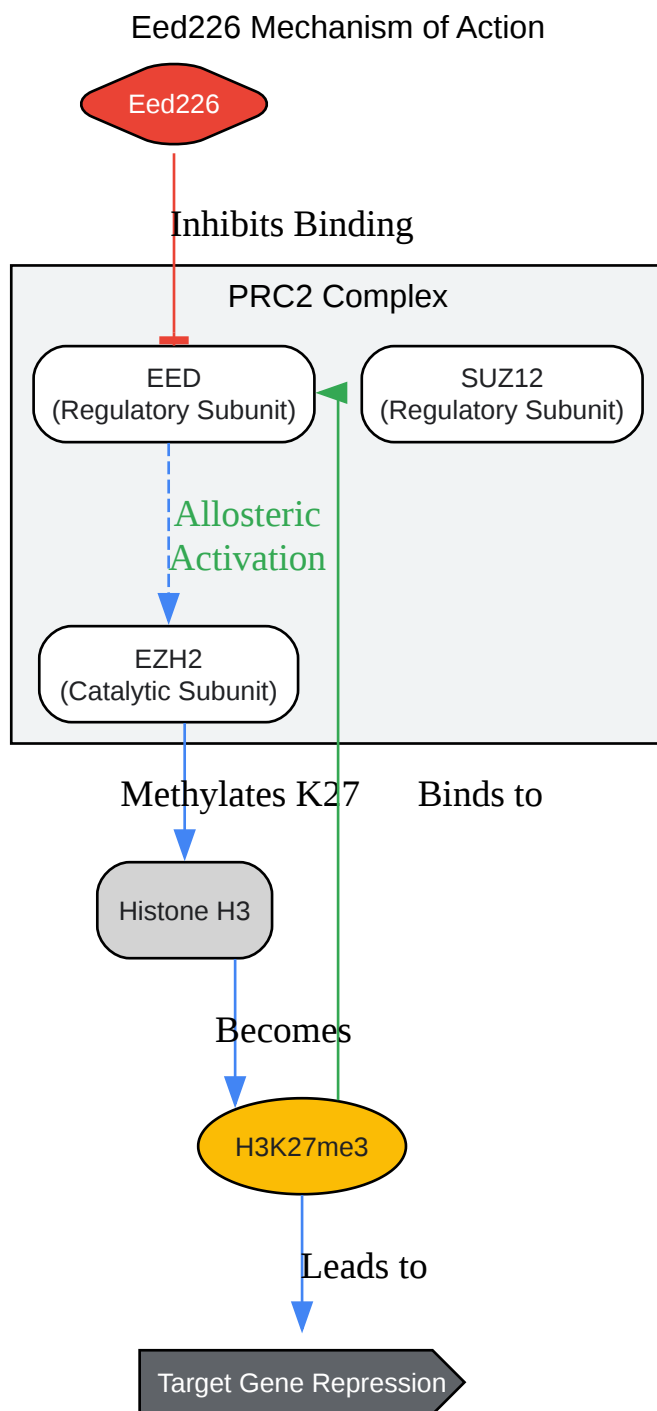 Eed226 Mechanism of Action
Eed226
Inhibits Binding
PRC2 Complex
EED
(Regulatory Subunit)
SUZ12
(Regulatory Subunit)
Allosteric
Activation
EZH2
(Catalytic Subunit)
Methylates K27
Binds to
Histone H3
Becomes
H3K27me3
Leads to
Target Gene Repression